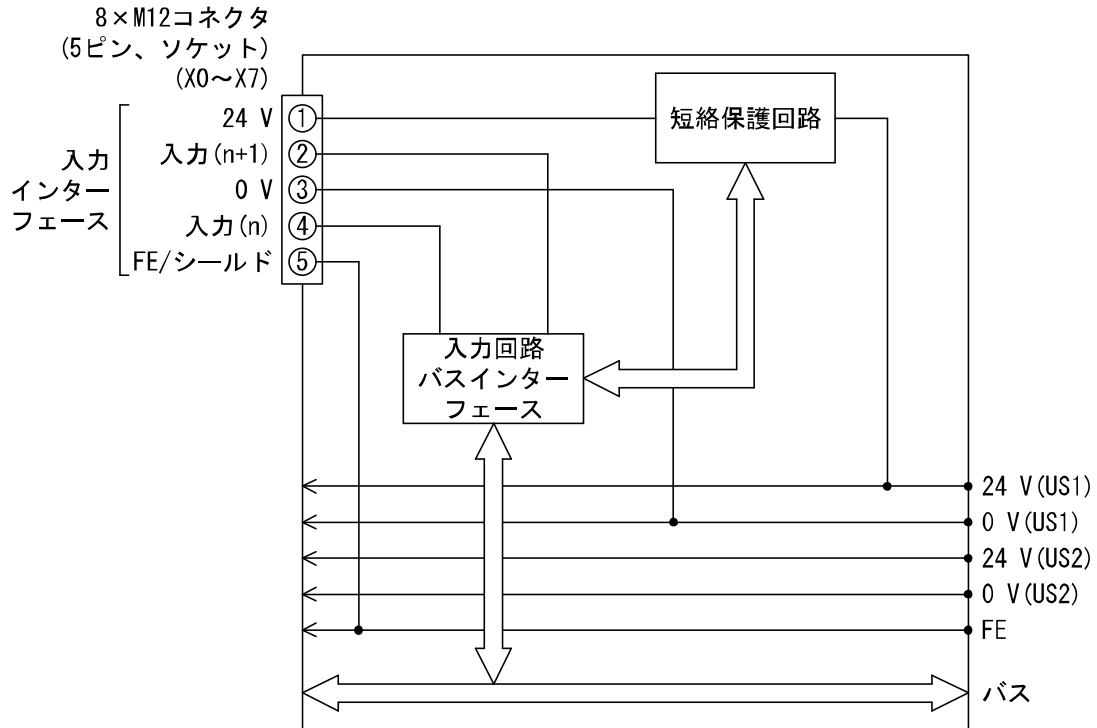 8×M12コネクタ
(5ピン、ソケット)
(X0～X7)
入力
インター
フェース
24 V ①
入力(n+1) ②
0 V ③
入力(n) ④
FE/シールド ⑤
短絡保護回路
入力回路
バスインター
フェース
24 V(US1)
0 V(US1)
24 V(US2)
0 V(US2)
FE
バス